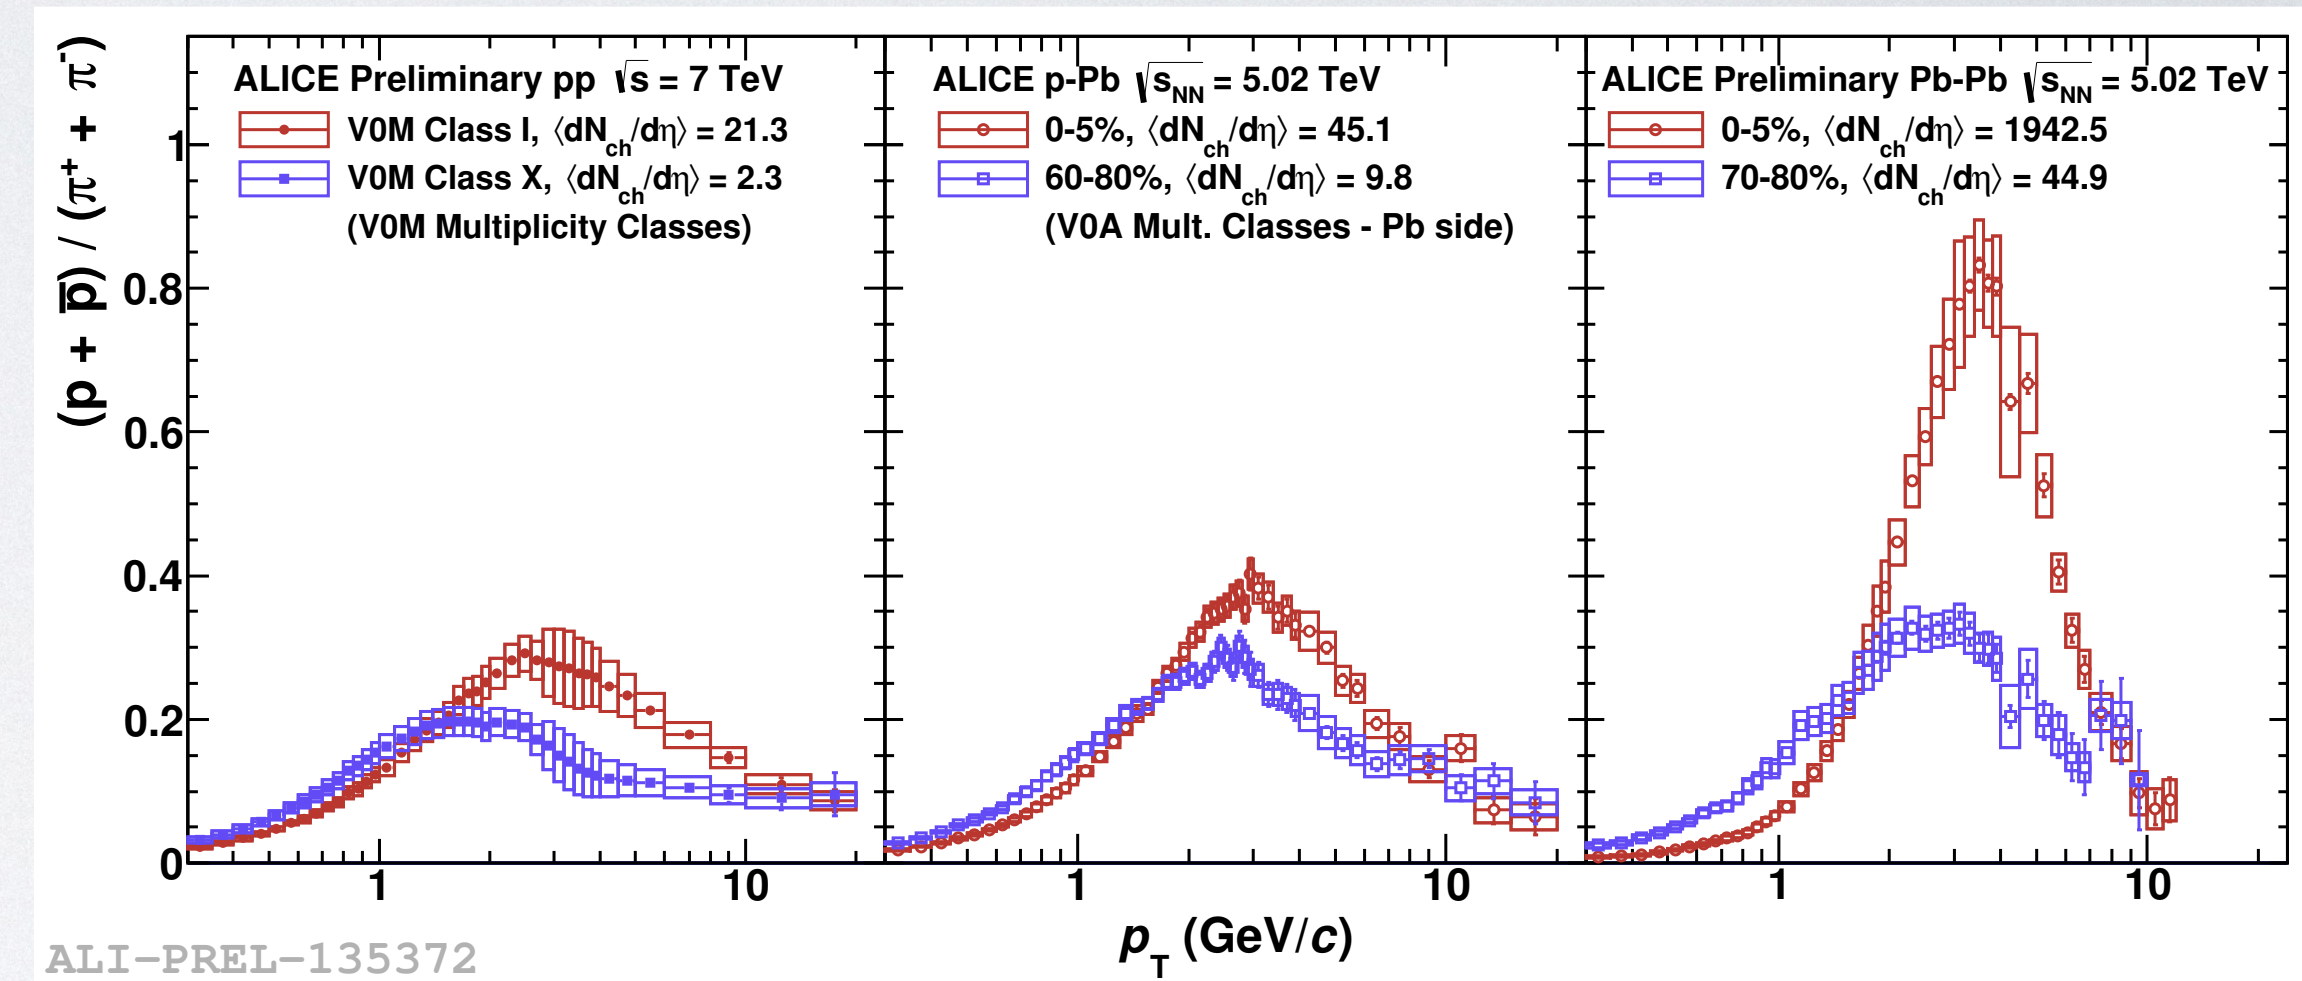 ALICE Preliminary pp √s = 7 TeV
V0M Class I, ⟨dN_ch/dη⟩ = 21.3
V0M Class X, ⟨dN_ch/dη⟩ = 2.3
(V0M Multiplicity Classes)
ALICE p-Pb √s_NN = 5.02 TeV
0-5%, ⟨dN_ch/dη⟩ = 45.1
60-80%, ⟨dN_ch/dη⟩ = 9.8
(V0A Mult. Classes - Pb side)
ALICE Preliminary Pb-Pb √s_NN = 5.02 TeV
0-5%, ⟨dN_ch/dη⟩ = 1942.5
70-80%, ⟨dN_ch/dη⟩ = 44.9
(p + p̅) / (π⁺ + π⁻)
1
0.8
0.6
0.4
0.2
0
1 10 1 10 1 10
p_T (GeV/c)
ALI−PREL−135372